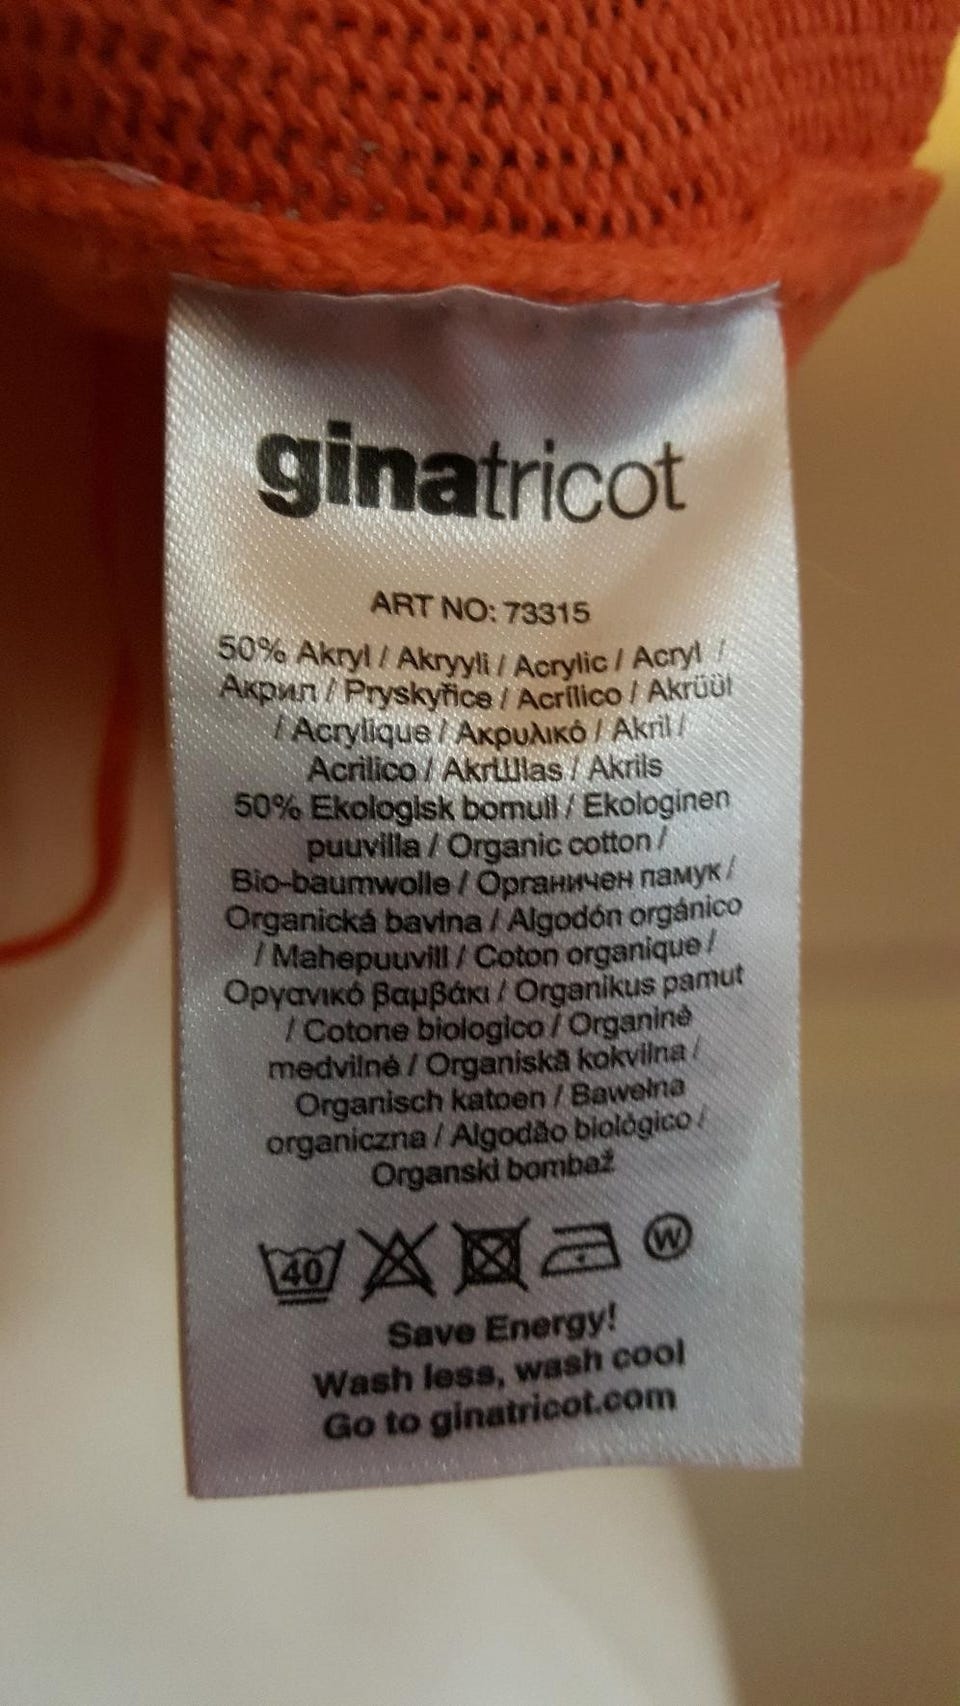 ginatricot
ART NO: 73315
50% Akryl / Akryyli / Acrylic / Acryl /
Акрил / Pryskyřice / Acrílico / Akrüül
/ Acrylique / Ακρυλικό / Akril /
Acrilico / AkrШlas / Akrils
50% Ekologisk bomull / Ekologinen
puuvilla / Organic cotton /
Bio-baumwolle / Органичен памук /
Organická bavlna / Algodón orgánico
/ Mahepuuvill / Coton organique /
Οργανικό βαμβάκι / Organikus pamut
/ Cotone biologico / Organinė
medvilnė / Organiskā kokvilna /
Organisch katoen / Bawełna
organiczna / Algodão biológico /
Organski bombaž
40 W
Save Energy!
Wash less, wash cool
Go to ginatricot.com